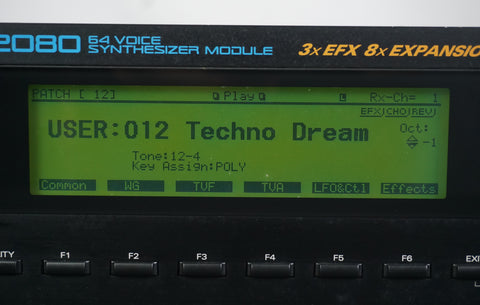 2080 64 VOICE
SYNTHESIZER MODULE
3x EFX 8x EXPANSION
PATCH [ 12]
Play
Rx-Ch= 1
EFX CHO REV
USER:012 Techno Dream
Oct:
-1
Tone:12-4
Key Assign:POLY
Common WG TVF TVA LFO&Ctl Effects
ITY F1 F2 F3 F4 F5 F6 EXI